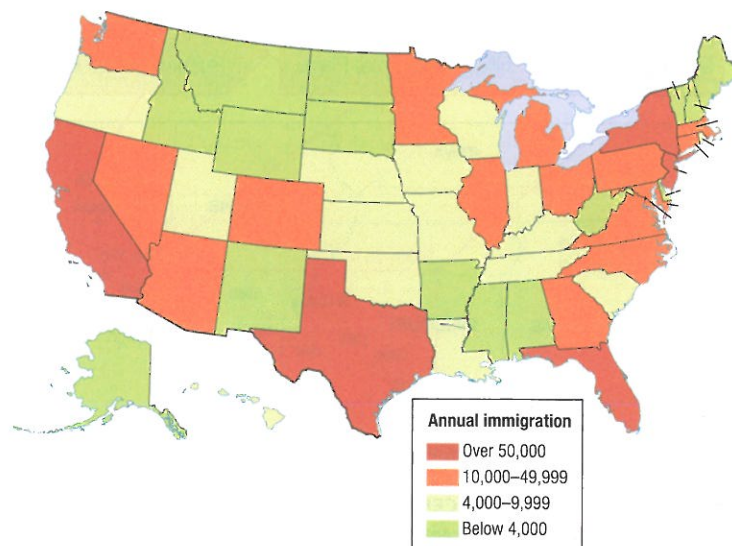 Annual immigration
Over 50,000
10,000–49,999
4,000–9,999
Below 4,000